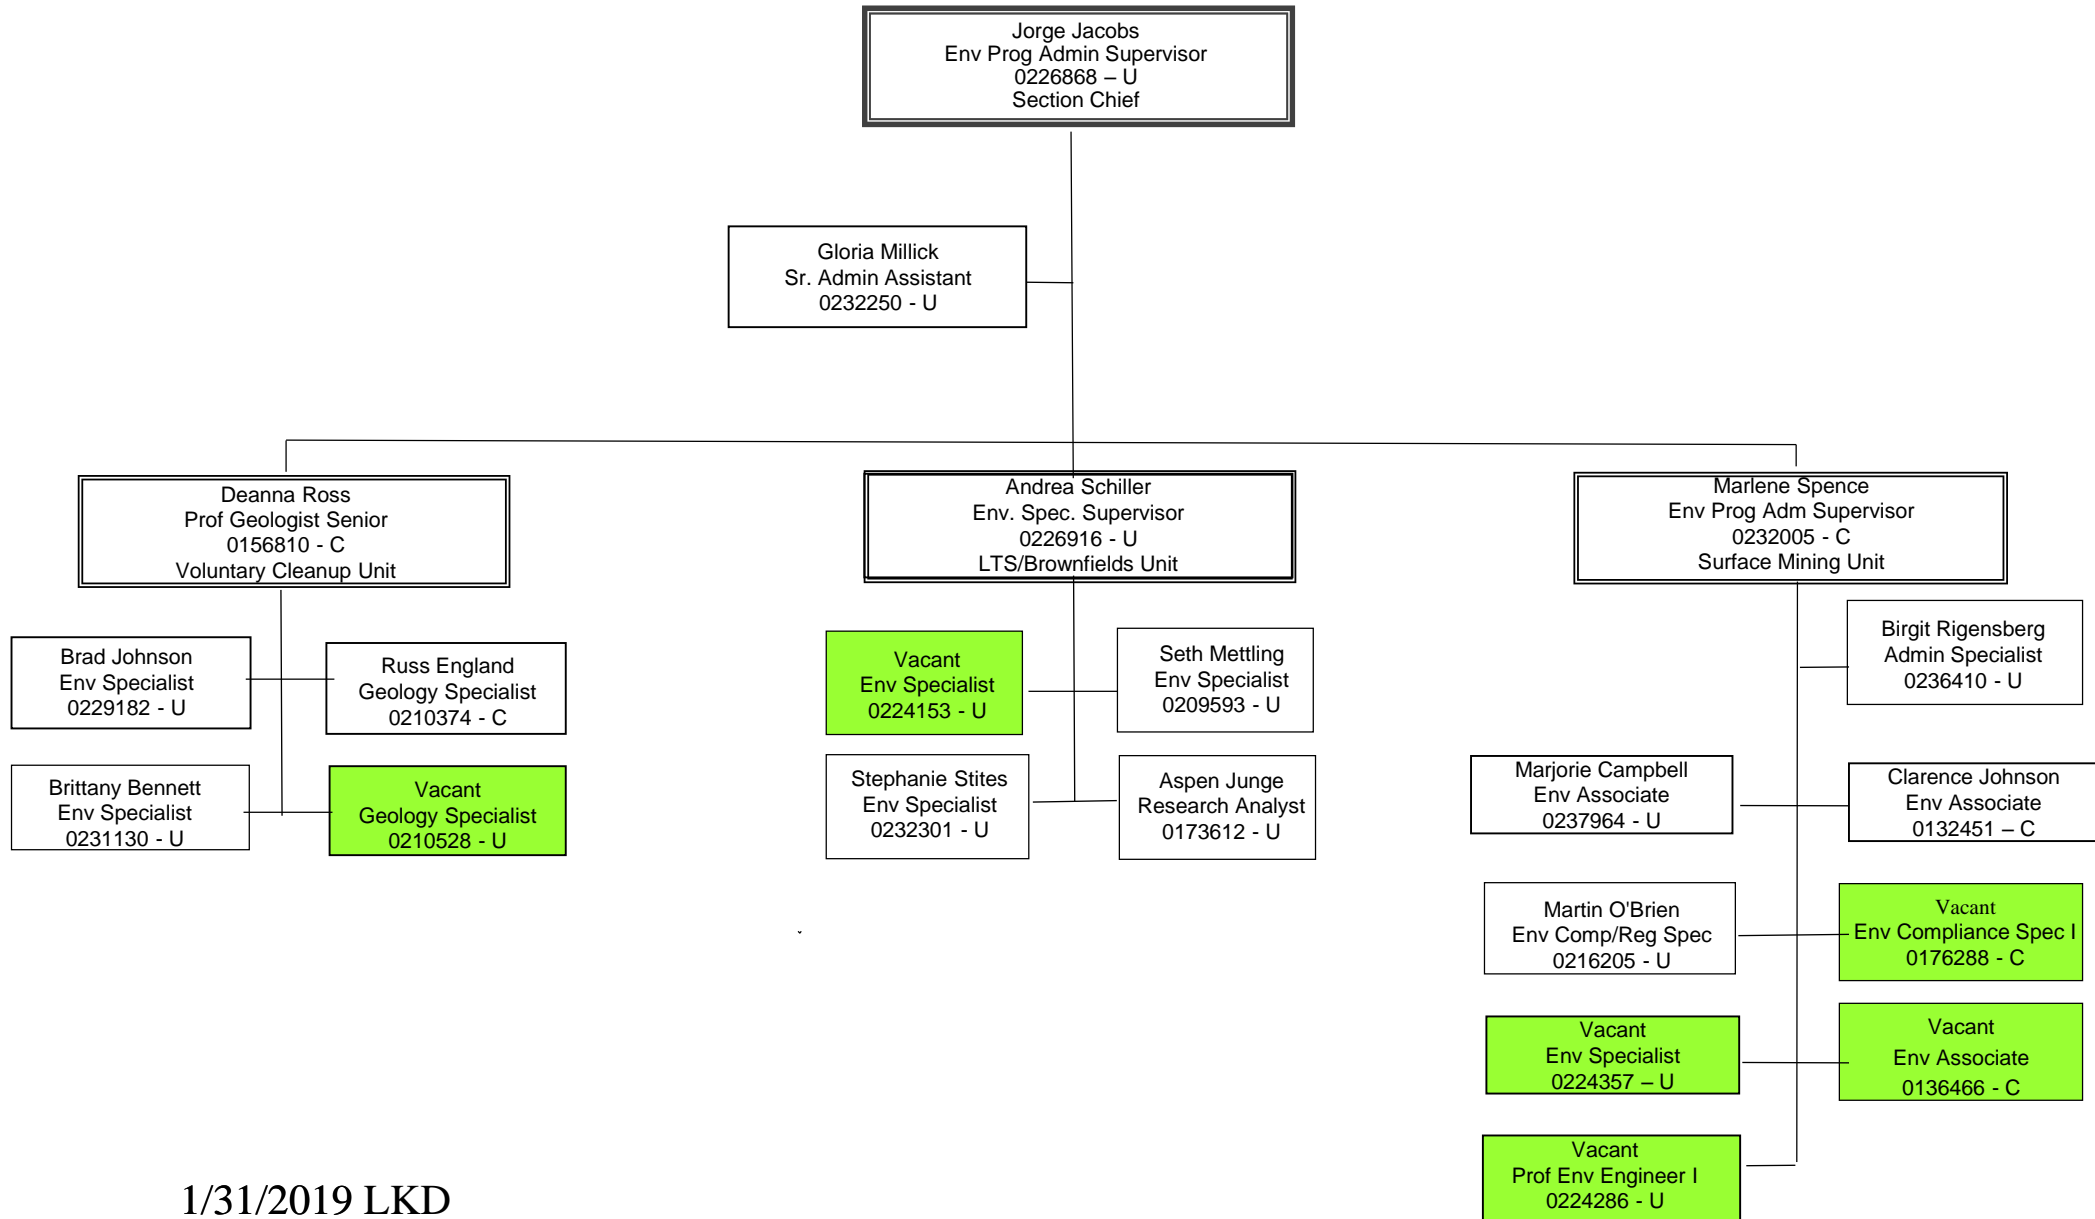 Jorge Jacobs
Env Prog Admin Supervisor
0226868 – U
Section Chief
Gloria Millick
Sr. Admin Assistant
0232250 - U
Deanna Ross
Prof Geologist Senior
0156810 - C
Voluntary Cleanup Unit
Andrea Schiller
Env. Spec. Supervisor
0226916 - U
LTS/Brownfields Unit
Marlene Spence
Env Prog Adm Supervisor
0232005 - C
Surface Mining Unit
Brad Johnson
Env Specialist
0229182 - U
Russ England
Geology Specialist
0210374 - C
Brittany Bennett
Env Specialist
0231130 - U
Vacant
Geology Specialist
0210528 - U
Vacant
Env Specialist
0224153 - U
Seth Mettling
Env Specialist
0209593 - U
Stephanie Stites
Env Specialist
0232301 - U
Aspen Junge
Research Analyst
0173612 - U
Birgit Rigensberg
Admin Specialist
0236410 - U
Marjorie Campbell
Env Associate
0237964 - U
Clarence Johnson
Env Associate
0132451 – C
Martin O'Brien
Env Comp/Reg Spec
0216205 - U
Vacant
Env Compliance Spec I
0176288 - C
Vacant
Env Specialist
0224357 – U
Vacant
Env Associate
0136466 - C
Vacant
Prof Env Engineer I
0224286 - U
1/31/2019 LKD